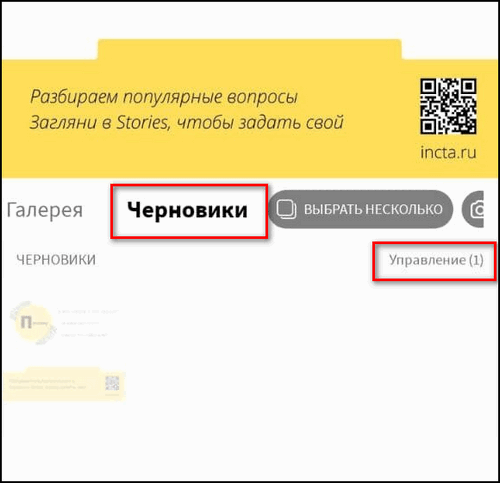 Разбираем популярные вопросы
Загляни в Stories, чтобы задать свой
incta.ru
Галерея Черновики ВЫБРАТЬ НЕСКОЛЬКО
ЧЕРНОВИКИ Управление (1)